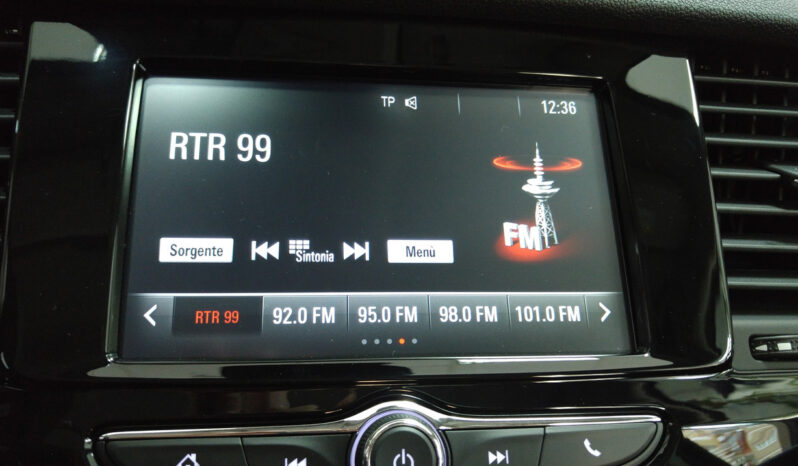 TP 12:36
RTR 99
FM
Sorgente Sintonia Menù
RTR 99 92.0 FM 95.0 FM 98.0 FM 101.0 FM